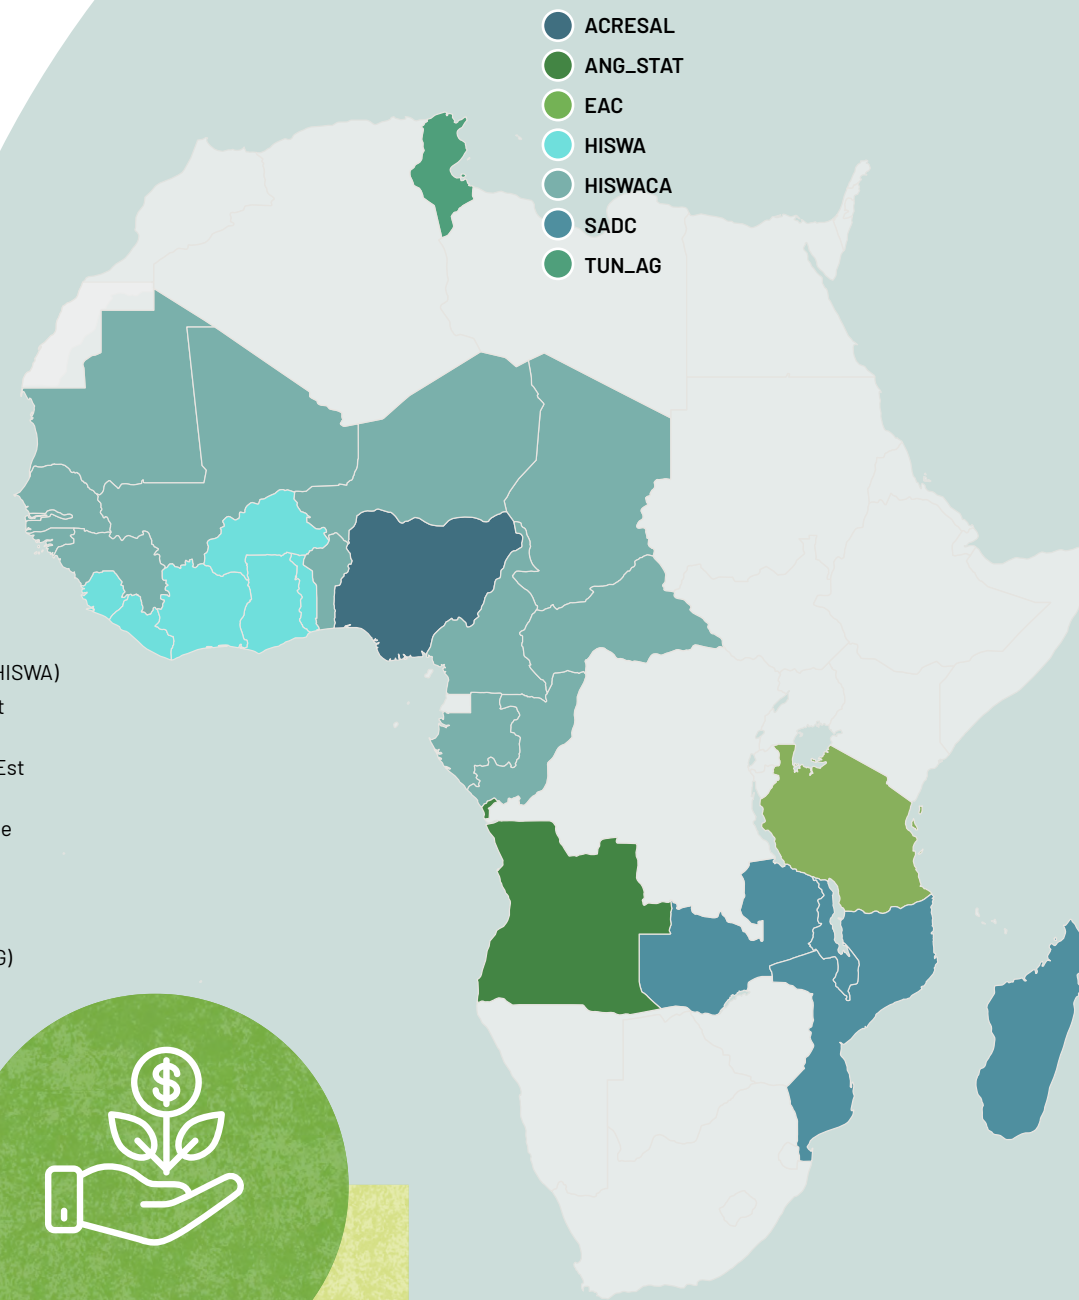 ACRESAL
ANG_STAT
EAC
HISWA
HISWACA
SADC
TUN_AG
HISWA)
t
Est
e
G)
$